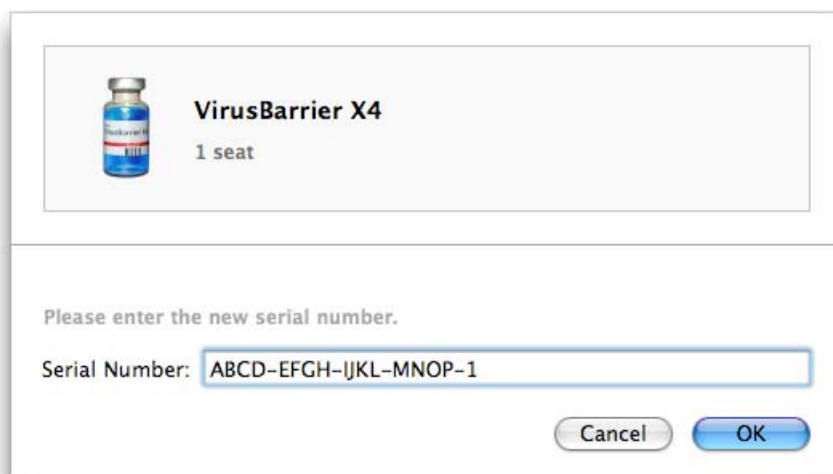 VirusBarrier X4
1 seat
Please enter the new serial number.
Serial Number: ABCD-EFGH-IJKL-MNOP-1
Cancel OK